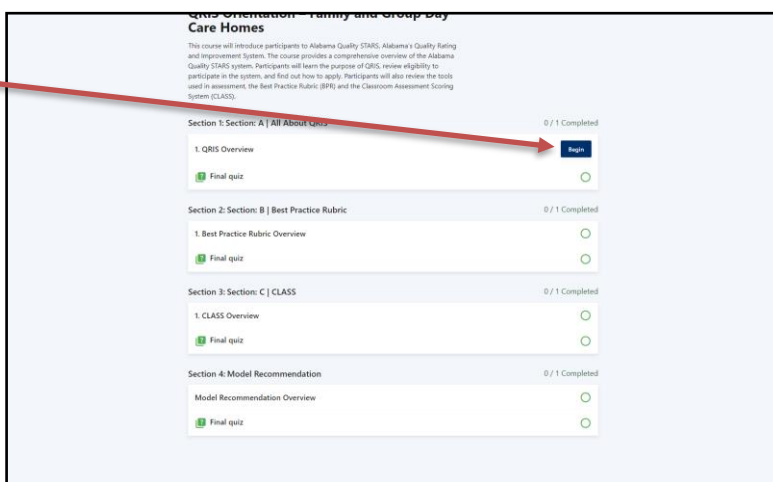 QRIS Orientation – Family and Group Day
Care Homes
This course will introduce participants to Alabama Quality STARS, Alabama's Quality Rating
and Improvement System. The course provides a comprehensive overview of the Alabama
Quality STARS system. Participants will learn the purpose of QRIS, review eligibility to
participate in the system, and find out how to apply. Participants will also review the tools
used in assessment, the Best Practice Rubric (BPR) and the Classroom Assessment Scoring
System (CLASS).
Section 1: Section: A | All About QRIS 0 / 1 Completed
1. QRIS Overview Begin
Final quiz
Section 2: Section: B | Best Practice Rubric 0 / 1 Completed
1. Best Practice Rubric Overview
Final quiz
Section 3: Section: C | CLASS 0 / 1 Completed
1. CLASS Overview
Final quiz
Section 4: Model Recommendation 0 / 1 Completed
Model Recommendation Overview
Final quiz